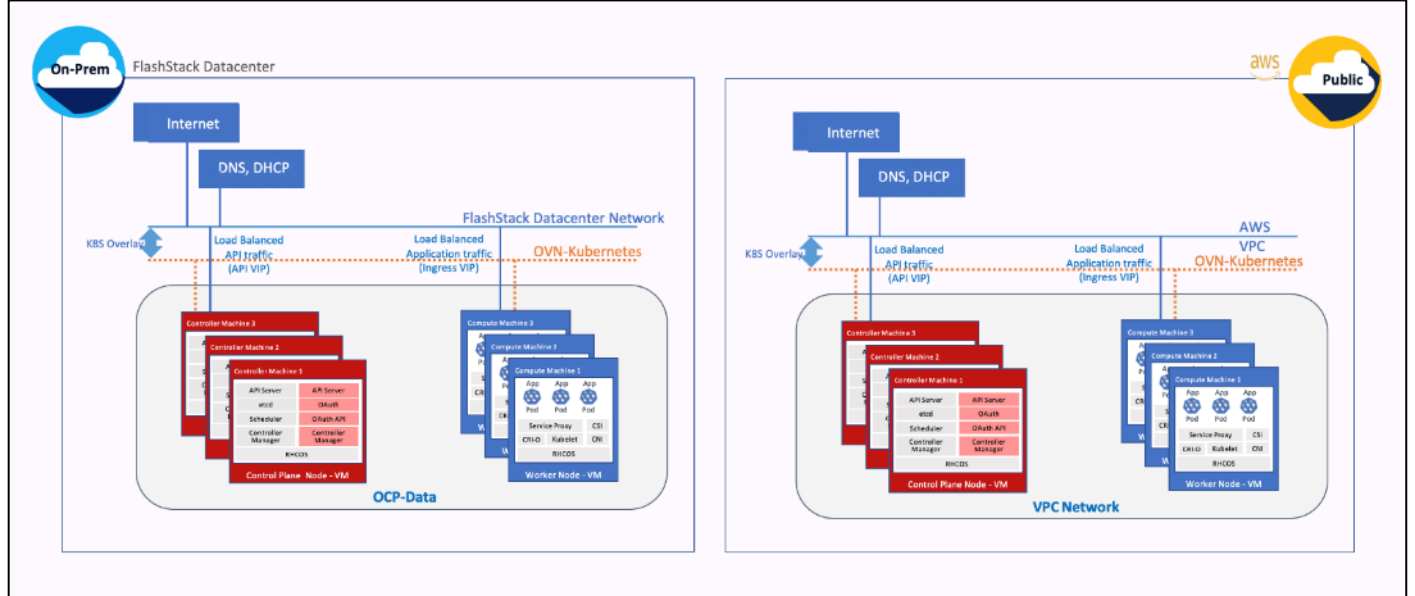 On-Prem
FlashStack Datacenter
Internet
DNS, DHCP
FlashStack Datacenter Network
K8S Overlay
Load Balanced
API traffic
(API VIP)
Load Balanced
Application traffic
(Ingress VIP)
OVN-Kubernetes
Controller Machine 3
Controller Machine 2
Controller Machine 1
API Server
API Server
etcd
OAuth
Scheduler
OAuth API
Controller
Manager
Controller
Manager
RHCOS
Control Plane Node - VM
Compute Machine 3
Compute Machine 2
Compute Machine 1
App App App
Pod Pod Pod
Service Proxy CSI
CRI-O Kubelet CNI
RHCOS
Worker Node - VM
OCP-Data
aws
Public
Internet
DNS, DHCP
AWS
VPC
K8S Overlay
Load Balanced
API traffic
(API VIP)
Load Balanced
Application traffic
(Ingress VIP)
OVN-Kubernetes
Controller Machine 3
Controller Machine 2
Controller Machine 1
API Server
API Server
etcd
OAuth
Scheduler
OAuth API
Controller
Manager
Controller
Manager
RHCOS
Control Plane Node - VM
Compute Machine 3
Compute Machine 2
Compute Machine 1
App App App
Pod Pod Pod
Service Proxy CSI
CRI-O Kubelet CNI
RHCOS
Worker Node - VM
VPC Network